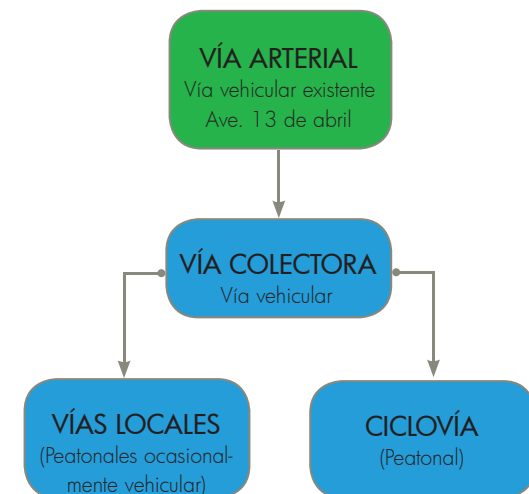 VÍA ARTERIAL
Vía vehicular existente
Ave. 13 de abril
VÍA COLECTORA
Vía vehicular
VÍAS LOCALES
(Peatonales ocasional-
mente vehicular)
CICLOVÍA
(Peatonal)